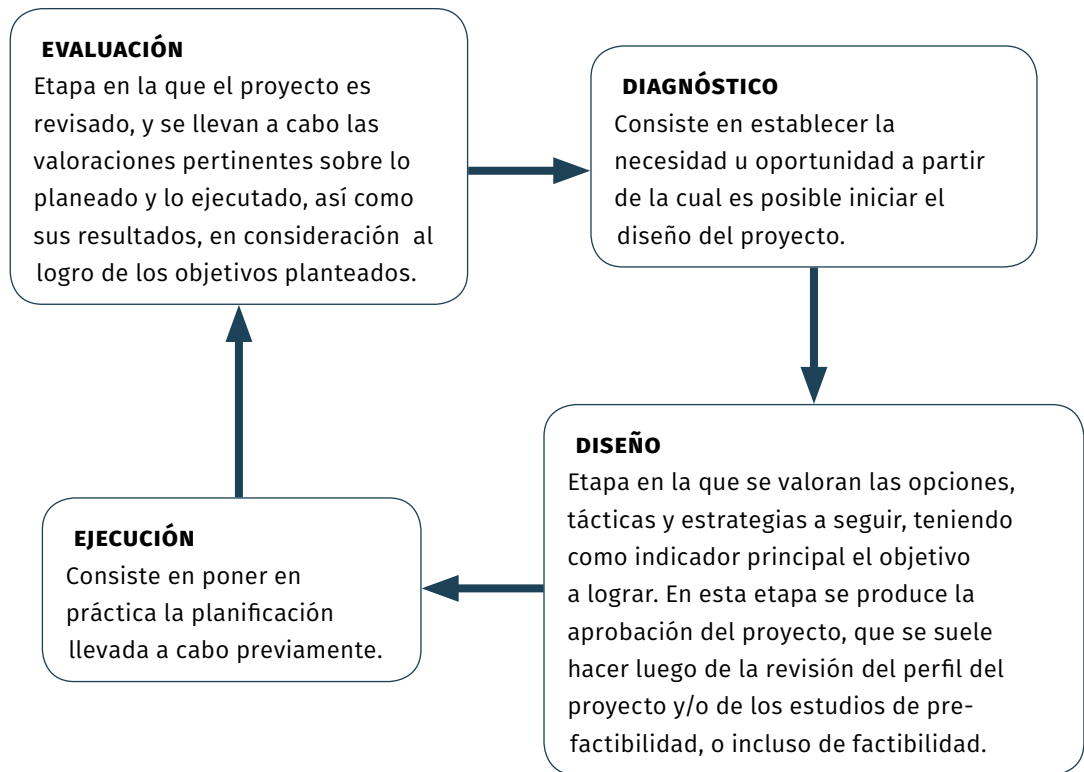 EVALUACIÓN
Etapa en la que el proyecto es
revisado, y se llevan a cabo las
valoraciones pertinentes sobre lo
planeado y lo ejecutado, así como
sus resultados, en consideración al
logro de los objetivos planteados.
DIAGNÓSTICO
Consiste en establecer la
necesidad u oportunidad a partir
de la cual es posible iniciar el
diseño del proyecto.
DISEÑO
Etapa en la que se valoran las opciones,
tácticas y estrategias a seguir, teniendo
como indicador principal el objetivo
a lograr. En esta etapa se produce la
aprobación del proyecto, que se suele
hacer luego de la revisión del perfil del
proyecto y/o de los estudios de pre-
factibilidad, o incluso de factibilidad.
EJECUCIÓN
Consiste en poner en
práctica la planificación
llevada a cabo previamente.